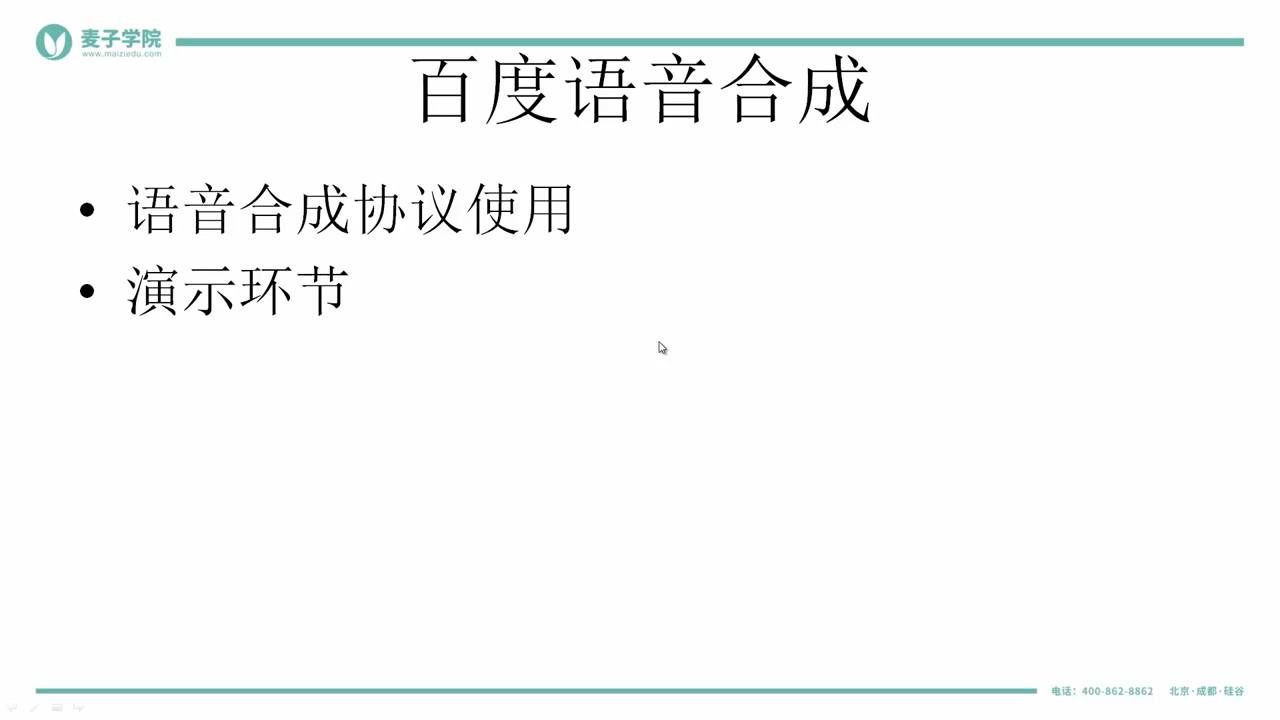 麦子学院
www.maiziedu.com
百度语音合成
• 语音合成协议使用
• 演示环节
电话：400-862-8862 北京·成都·硅谷